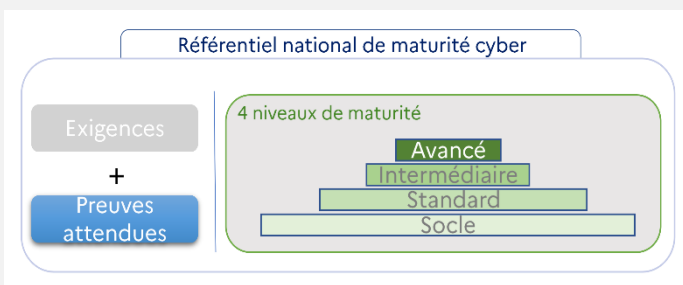 Référentiel national de maturité cyber
Exigences
+
Preuves
attendues
4 niveaux de maturité
Avancé
Intermédiaire
Standard
Socle